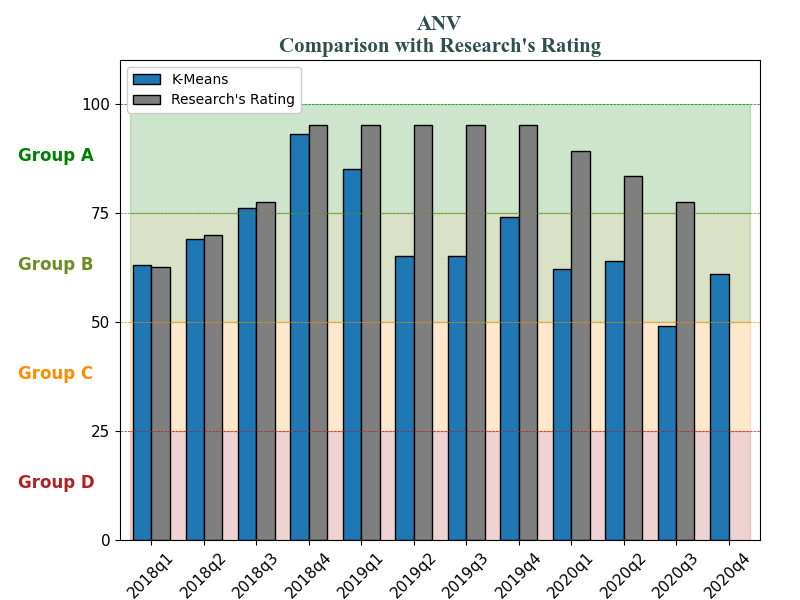 ANV
Comparison with Research's Rating
K-Means
Research's Rating
100
Group A
75
Group B
50
Group C
25
Group D
0
2018q1
2018q2
2018q3
2018q4
2019q1
2019q2
2019q3
2019q4
2020q1
2020q2
2020q3
2020q4